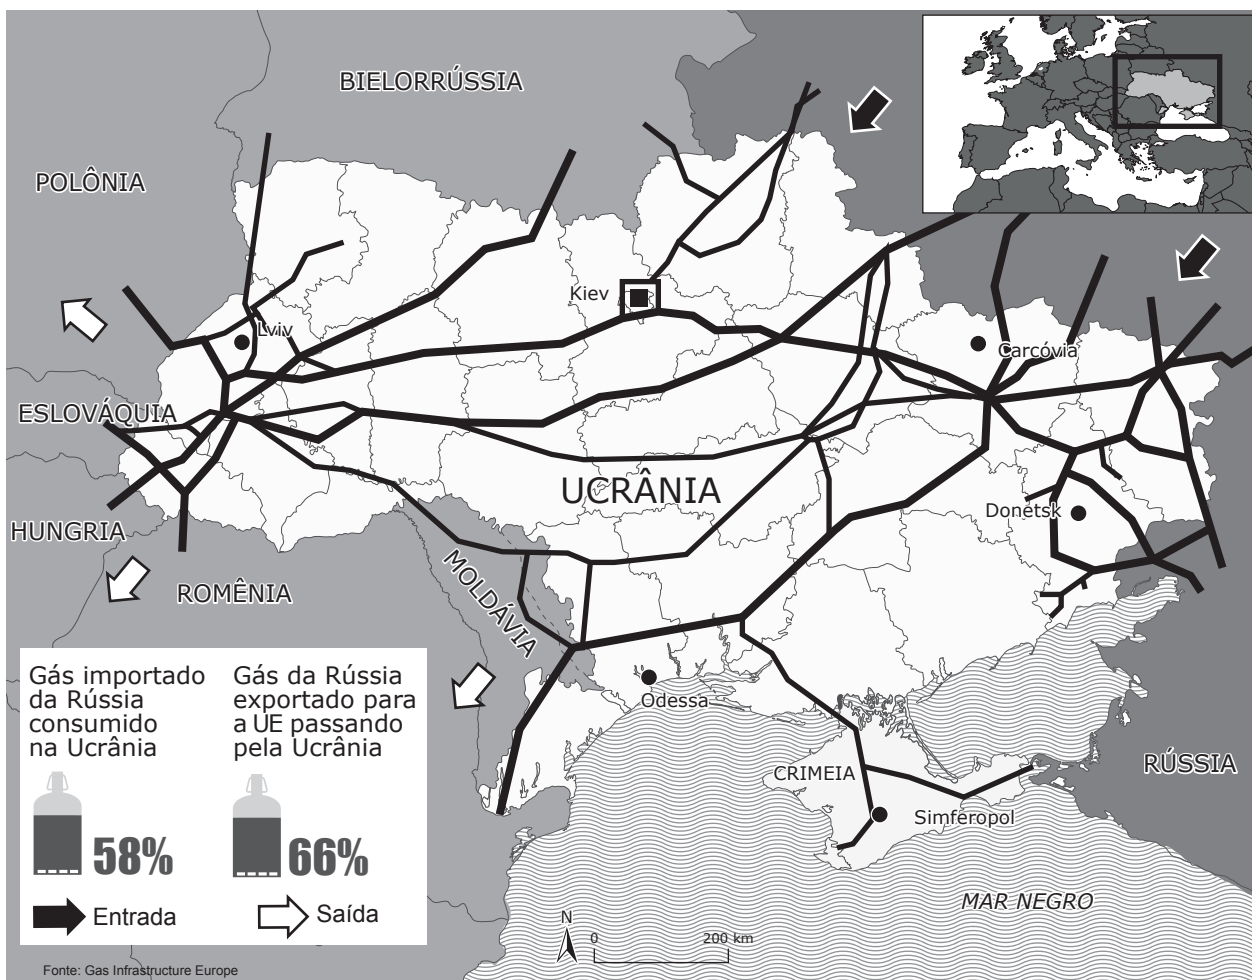 BIELORRÚSSIA
POLÔNIA
Kiev
Lviv
Carcóvia
ESLOVÁQUIA
UCRÂNIA
Donetsk
HUNGRIA
MOLDÁVIA
ROMÊNIA
Odessa
CRIMEIA
RÚSSIA
Simferopol
MAR NEGRO
Gás importado
da Rússia
consumido
na Ucrânia
58%
Gás da Rússia
exportado para
a UE passando
pela Ucrânia
66%
Entrada
Saída
N
0 200 km
Fonte: Gas Infrastructure Europe